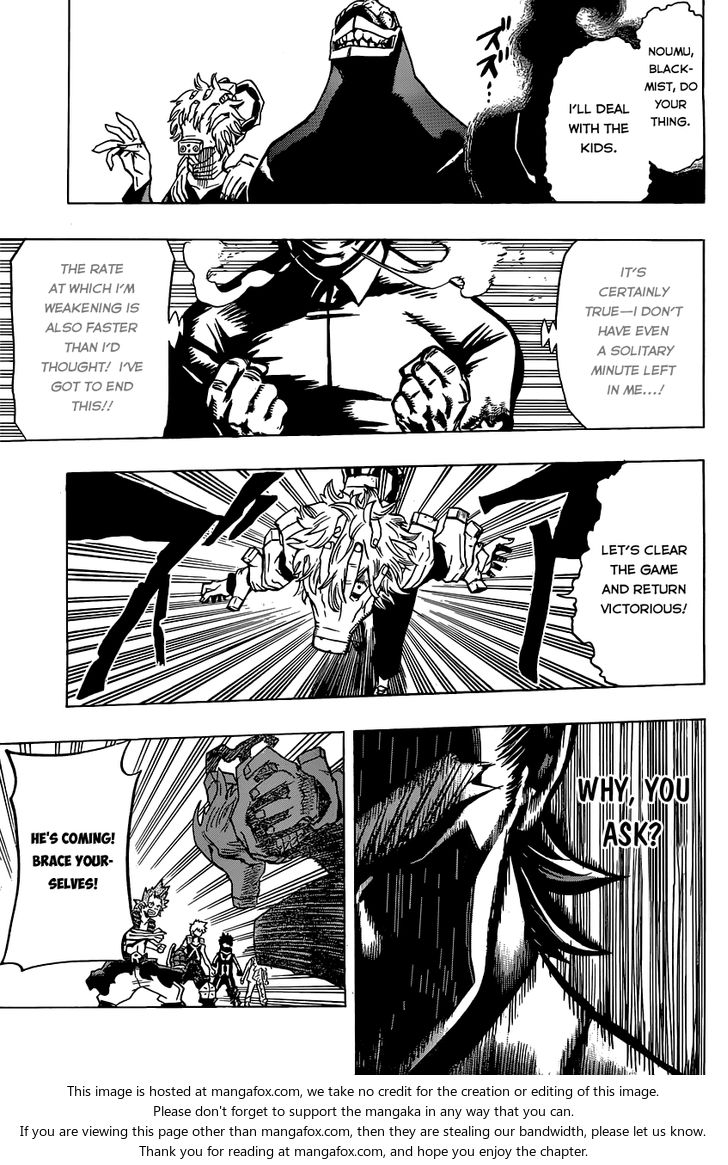 NOUMU,
BLACK-
MIST, DO
YOUR
THING.
I'LL DEAL
WITH THE
KIDS.
ズズ…
IT'S
CERTAINLY
TRUE—I DON'T
HAVE EVEN
A SOLITARY
MINUTE LEFT
IN ME...!
THE RATE
AT WHICH I'M
WEAKENING IS
ALSO FASTER
THAN I'D
THOUGHT! I'VE
GOT TO END
THIS!!
LET'S CLEAR
THE GAME
AND RETURN
VICTORIOUS!
WHY, YOU
ASK?
HE'S COMING!
BRACE YOUR-
SELVES!
This image is hosted at mangafox.com, we take no credit for the creation or editing of this image.
Please don't forget to support the mangaka in any way that you can.
If you are viewing this page other than mangafox.com, then they are stealing our bandwidth, please let us know.
Thank you for reading at mangafox.com, and hope you enjoy the chapter.